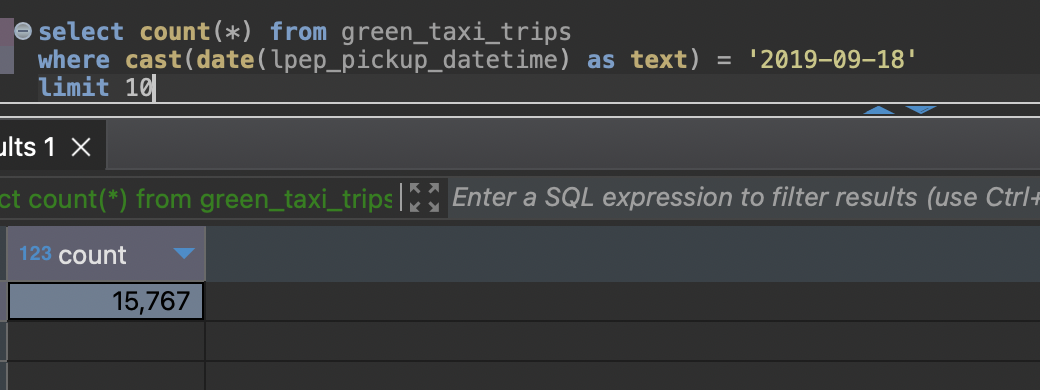 select count(*) from green_taxi_trips
where cast(date(lpep_pickup_datetime) as text) = '2019-09-18'
limit 10
ults 1
ct count(*) from green_taxi_trips
Enter a SQL expression to filter results (use Ctrl+
123 count
15,767